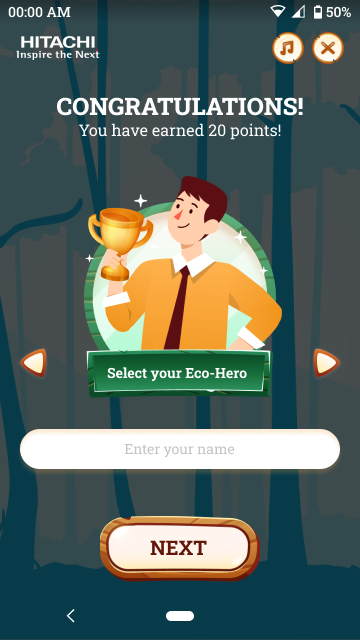 00:00 AM
50%
HITACHI
Inspire the Next
CONGRATULATIONS!
You have earned 20 points!
Select your Eco-Hero
Enter your name
NEXT